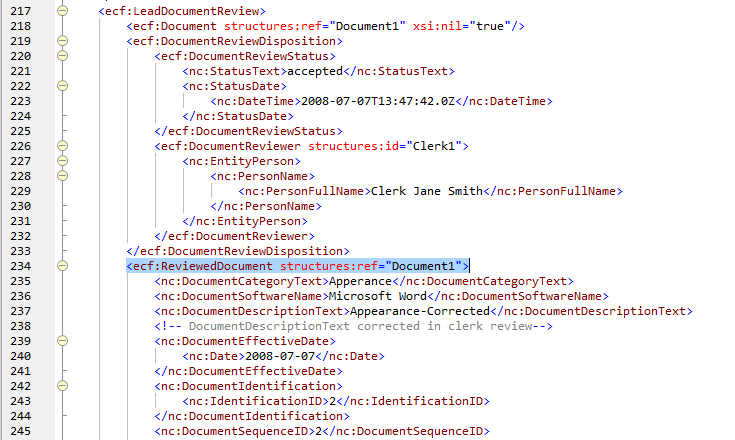 217 <ecf:LeadDocumentReview>
218 <ecf:Document structures:ref="Document1" xsi:nil="true"/>
219 <ecf:DocumentReviewDisposition>
220 <ecf:DocumentReviewStatus>
221 <nc:StatusText>accepted</nc:StatusText>
222 <nc:StatusDate>
223 <nc:DateTime>2008-07-07T13:47:42.0Z</nc:DateTime>
224 </nc:StatusDate>
225 </ecf:DocumentReviewStatus>
226 <ecf:DocumentReviewer structures:id="Clerk1">
227 <nc:EntityPerson>
228 <nc:PersonName>
229 <nc:PersonFullName>Clerk Jane Smith</nc:PersonFullName>
230 </nc:PersonName>
231 </nc:EntityPerson>
232 </ecf:DocumentReviewer>
233 </ecf:DocumentReviewDisposition>
234 <ecf:ReviewedDocument structures:ref="Document1">
235 <nc:DocumentCategoryText>Apperance</nc:DocumentCategoryText>
236 <nc:DocumentSoftwareName>Microsoft Word</nc:DocumentSoftwareName>
237 <nc:DocumentDescriptionText>Appearance-Corrected</nc:DocumentDescriptionText>
238 <!-- DocumentDescriptionText corrected in clerk review-->
239 <nc:DocumentEffectiveDate>
240 <nc:Date>2008-07-07</nc:Date>
241 </nc:DocumentEffectiveDate>
242 <nc:DocumentIdentification>
243 <nc:IdentificationID>2</nc:IdentificationID>
244 </nc:DocumentIdentification>
245 <nc:DocumentSequenceID>2</nc:DocumentSequenceID>